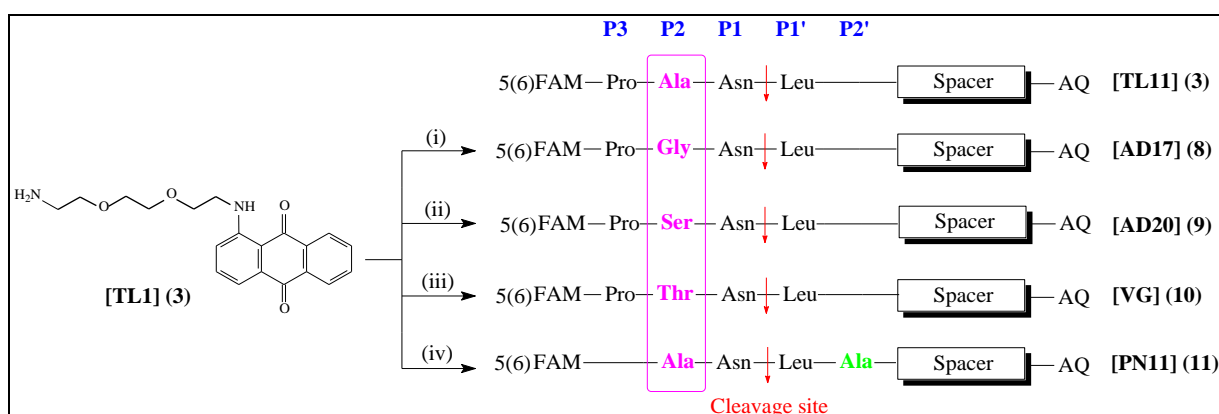 P3 P2 P1 P1' P2'
5(6)FAM—Pro—Ala—Asn Leu Spacer AQ [TL11] (3)
(i) 5(6)FAM—Pro—Gly—Asn Leu Spacer AQ [AD17] (8)
(ii) 5(6)FAM—Pro—Ser—Asn Leu Spacer AQ [AD20] (9)
H2N O O NH O O
[TL1] (3)
(iii) 5(6)FAM—Pro—Thr—Asn Leu Spacer AQ [VG] (10)
(iv) 5(6)FAM Ala—Asn Leu Ala Spacer AQ [PN11] (11)
Cleavage site